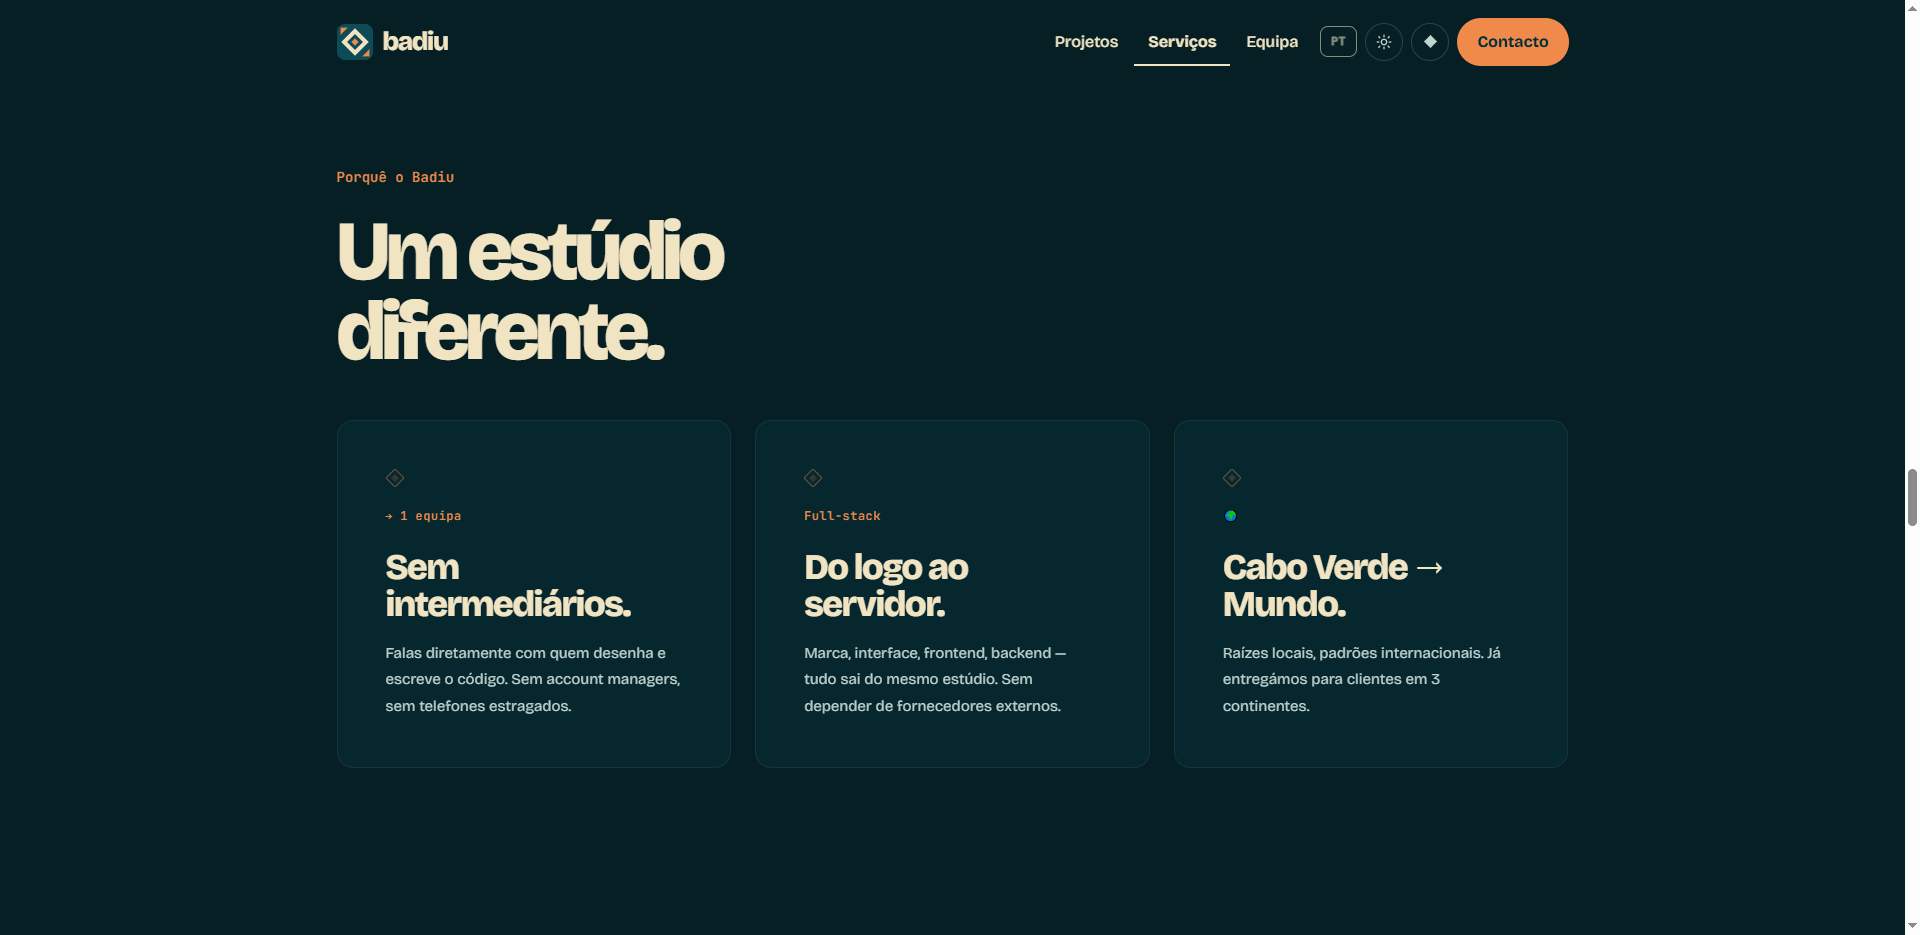 badiu
Projetos Serviços Equipa PT Contacto
Porquê o Badiu
Um estúdio
diferente.
→ 1 equipa
Sem
intermediários.
Falas diretamente com quem desenha e
escreve o código. Sem account managers,
sem telefones estragados.
Full-stack
Do logo ao
servidor.
Marca, interface, frontend, backend —
tudo sai do mesmo estúdio. Sem
depender de fornecedores externos.
Cabo Verde →
Mundo.
Raízes locais, padrões internacionais. Já
entregámos para clientes em 3
continentes.